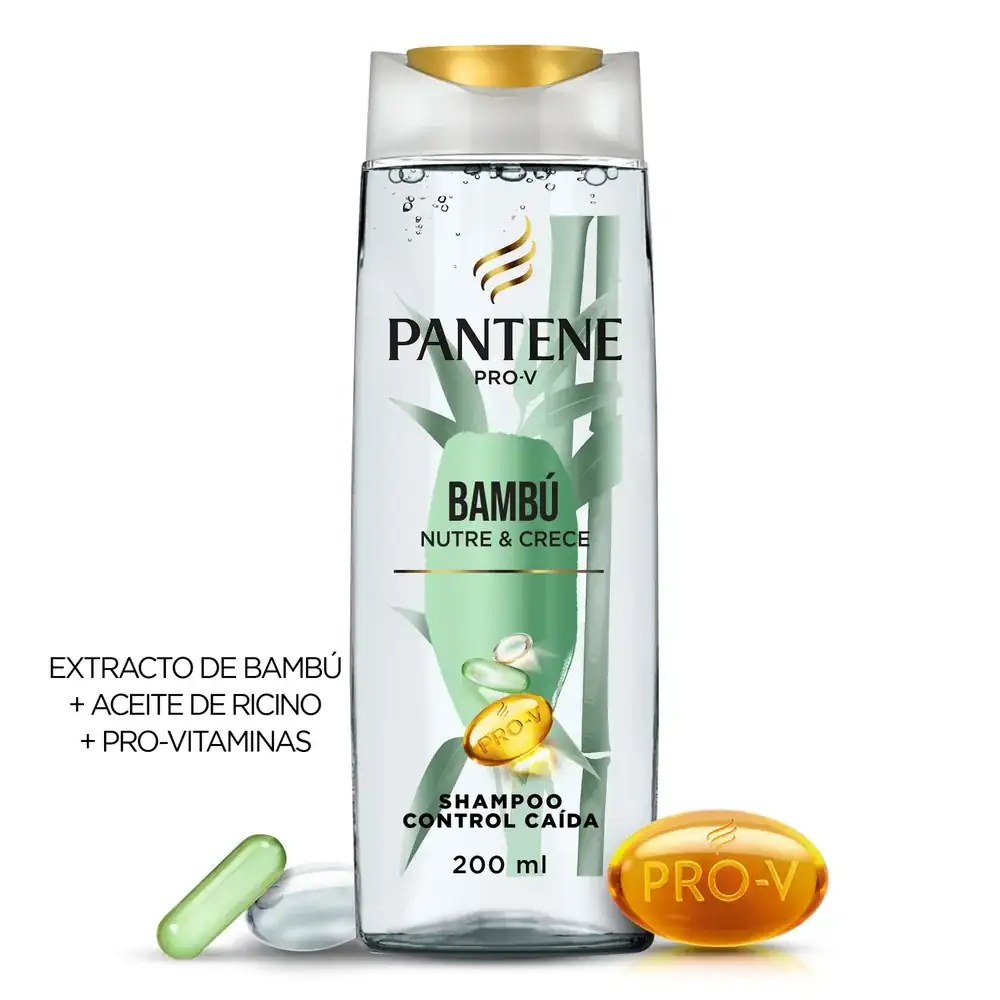 PANTENE
PRO-V
BAMBÚ
NUTRE & CRECE
EXTRACTO DE BAMBÚ
+ ACEITE DE RICINO
+ PRO-VITAMINAS
PRO-V
SHAMPOO
CONTROL CAÍDA
200 ml
PRO-V